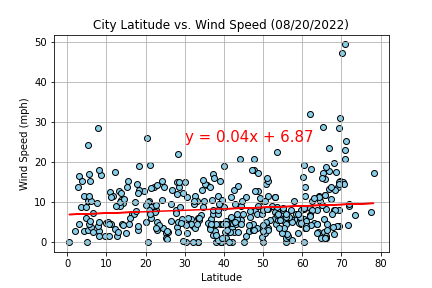 City Latitude vs. Wind Speed (08/20/2022)
50
40
30
20
10
0
Wind Speed (mph)
y = 0.04x + 6.87
0 10 20 30 40 50 60 70 80
Latitude